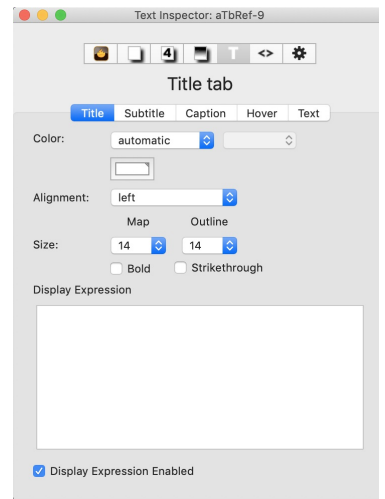 Text Inspector: aTbRef-9
4 T <>
Title tab
Title Subtitle Caption Hover Text
Color: automatic
Alignment: left
Map Outline
Size: 14 14
Bold Strikethrough
Display Expression
Display Expression Enabled